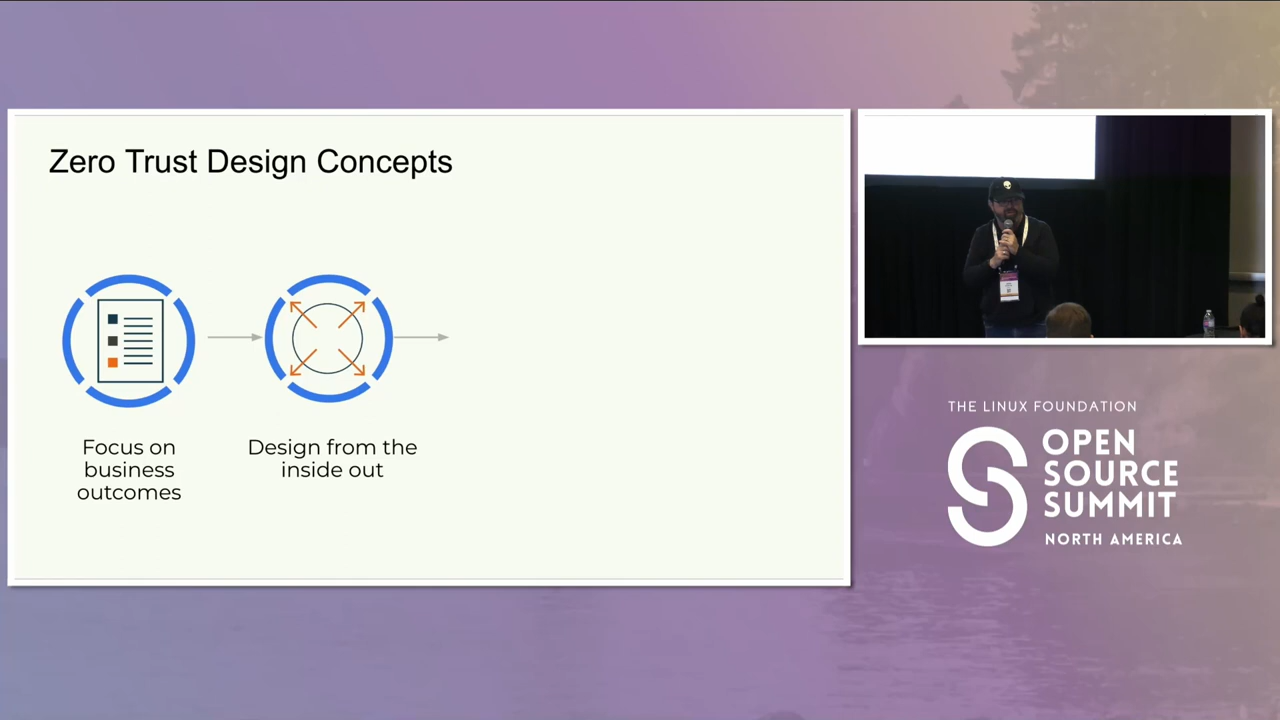 Zero Trust Design Concepts
Focus on
business
outcomes
Design from the
inside out
THE LINUX FOUNDATION
OPEN
SOURCE
SUMMIT
NORTH AMERICA